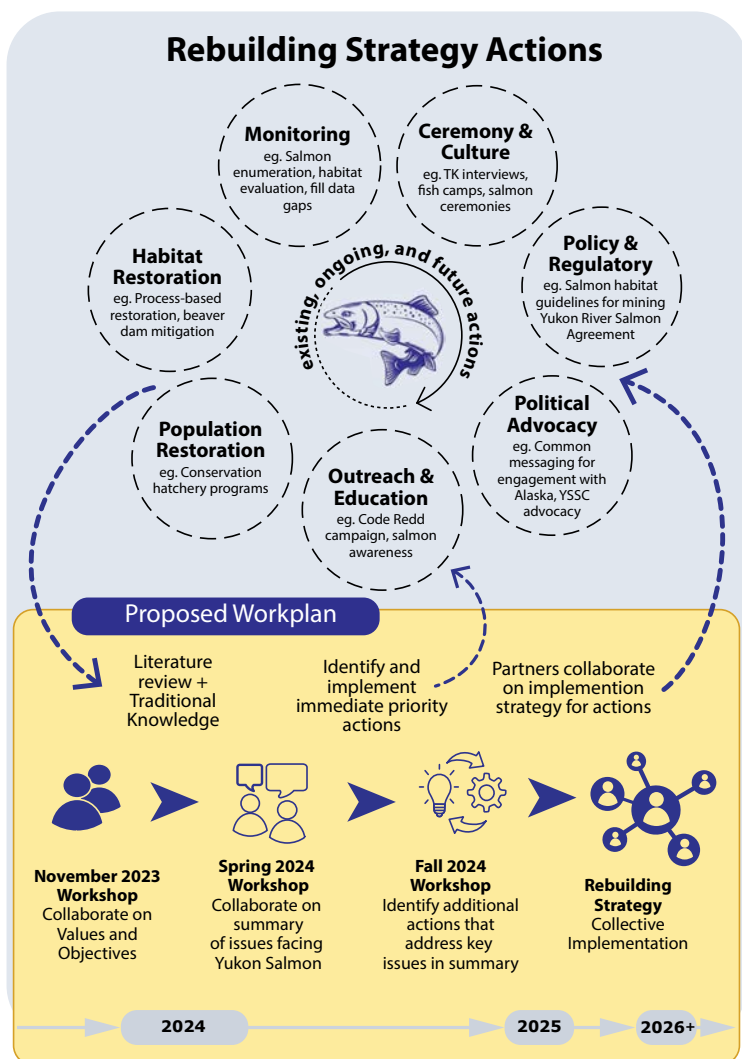 Rebuilding Strategy Actions
Monitoring
eg. Salmon
enumeration, habitat
evaluation, fill data
gaps
Ceremony &
Culture
eg. TK interviews,
fish camps, salmon
ceremonies
Habitat
Restoration
eg. Process-based
restoration, beaver
dam mitigation
existing, ongoing, and future actions
Policy &
Regulatory
eg. Salmon habitat
guidelines for mining
Yukon River Salmon
Agreement
Population
Restoration
eg. Conservation
hatchery programs
Outreach &
Education
eg. Code Redd
campaign, salmon
awareness
Political
Advocacy
eg. Common
messaging for
engagement with
Alaska, YSSC
advocacy
Proposed Workplan
Literature
review +
Traditional
Knowledge
Identify and
implement
immediate priority
actions
Partners collaborate
on implemention
strategy for actions
November 2023
Workshop
Collaborate on
Values and
Objectives
Spring 2024
Workshop
Collaborate on
summary
of issues facing
Yukon Salmon
Fall 2024
Workshop
Identify additional
actions that
address key
issues in summary
Rebuilding
Strategy
Collective
Implementation
2024
2025
2026+